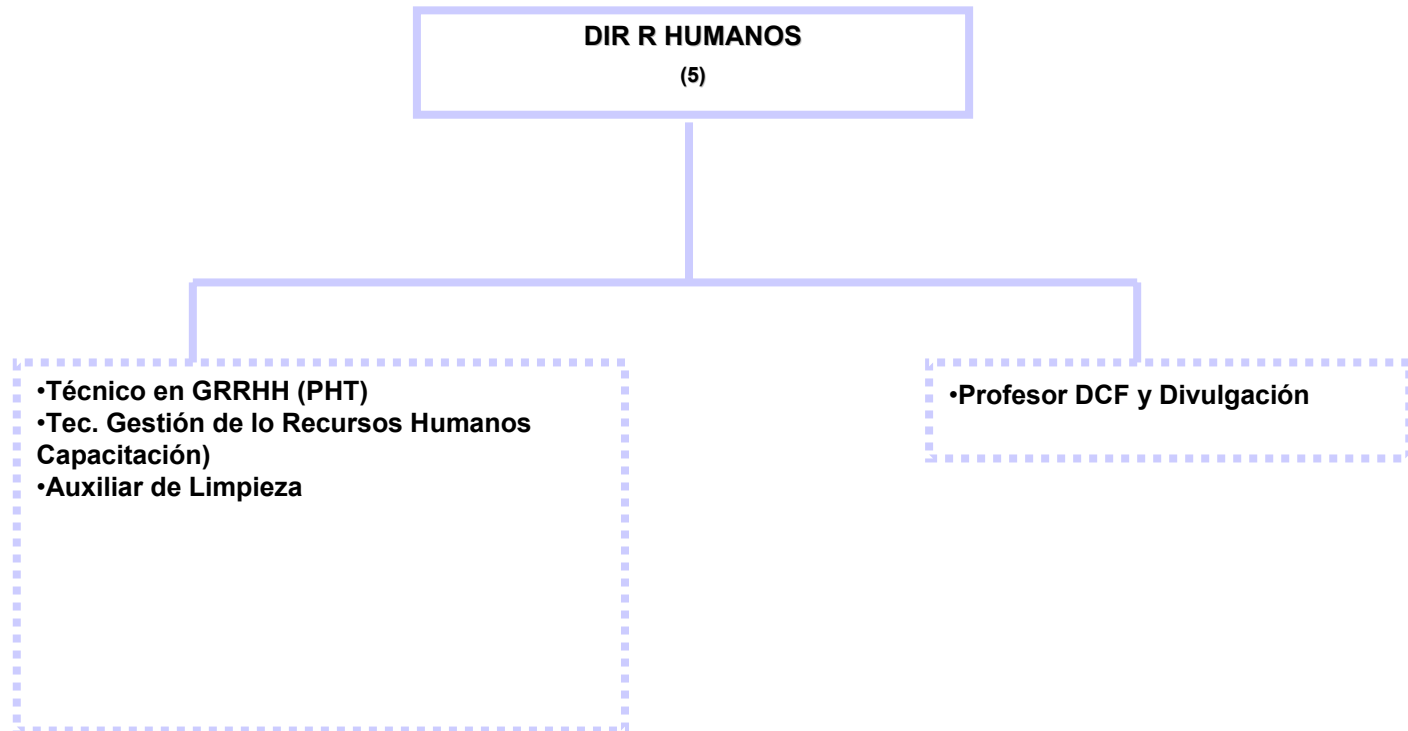 DIR R HUMANOS
(5)
•Técnico en GRRHH (PHT)
•Tec. Gestión de lo Recursos Humanos
Capacitación)
•Auxiliar de Limpieza
•Profesor DCF y Divulgación